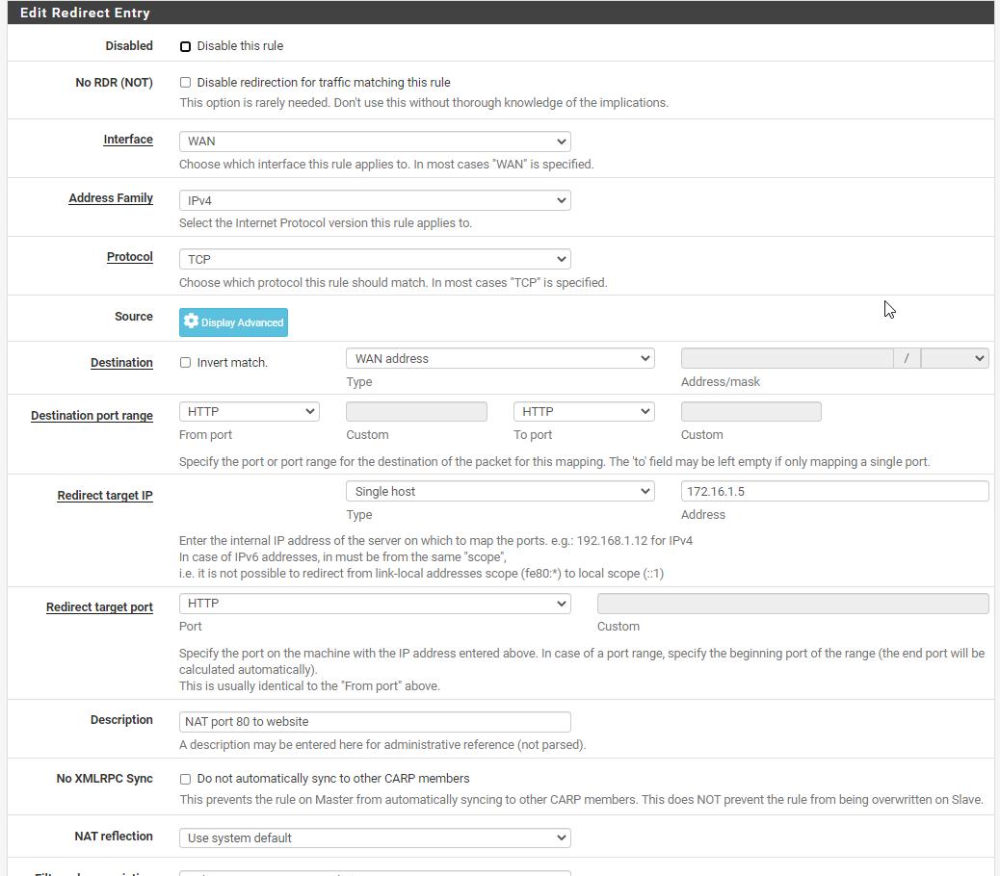 Edit Redirect Entry
Disabled Disable this rule
No RDR (NOT) Disable redirection for traffic matching this rule
This option is rarely needed. Don't use this without thorough knowledge of the implications.
Interface WAN
Choose which interface this rule applies to. In most cases "WAN" is specified.
Address Family IPv4
Select the Internet Protocol version this rule applies to.
Protocol TCP
Choose which protocol this rule should match. In most cases "TCP" is specified.
Source Display Advanced
Destination Invert match. WAN address /
Type Address/mask
Destination port range HTTP HTTP
From port Custom To port Custom
Specify the port or port range for the destination of the packet for this mapping. The 'to' field may be left empty if only mapping a single port.
Redirect target IP Single host 172.16.1.5
Type Address
Enter the internal IP address of the server on which to map the ports. e.g.: 192.168.1.12 for IPv4
In case of IPv6 addresses, in must be from the same "scope",
i.e. it is not possible to redirect from link-local addresses scope (fe80:*) to local scope (::1)
Redirect target port HTTP
Port Custom
Specify the port on the machine with the IP address entered above. In case of a port range, specify the beginning port of the range (the end port will be
calculated automatically).
This is usually identical to the "From port" above.
Description NAT port 80 to website
A description may be entered here for administrative reference (not parsed).
No XMLRPC Sync Do not automatically sync to other CARP members
This prevents the rule on Master from automatically syncing to other CARP members. This does NOT prevent the rule from being overwritten on Slave.
NAT reflection Use system default